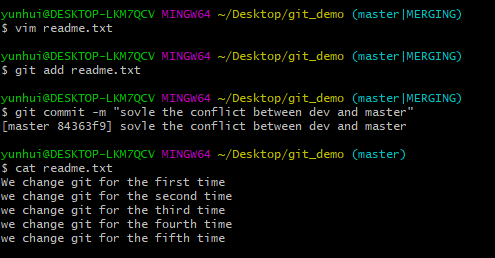 yunhui@DESKTOP-LKM7QCV MINGW64 ~/Desktop/git_demo (master|MERGING)
$ vim readme.txt
yunhui@DESKTOP-LKM7QCV MINGW64 ~/Desktop/git_demo (master|MERGING)
$ git add readme.txt
yunhui@DESKTOP-LKM7QCV MINGW64 ~/Desktop/git_demo (master|MERGING)
$ git commit -m "sovle the conflict between dev and master"
[master 84363f9] sovle the conflict between dev and master
yunhui@DESKTOP-LKM7QCV MINGW64 ~/Desktop/git_demo (master)
$ cat readme.txt
We change git for the first time
we change git for the second time
we change git for the third time
we change git for the fourth time
we change git for the fifth time